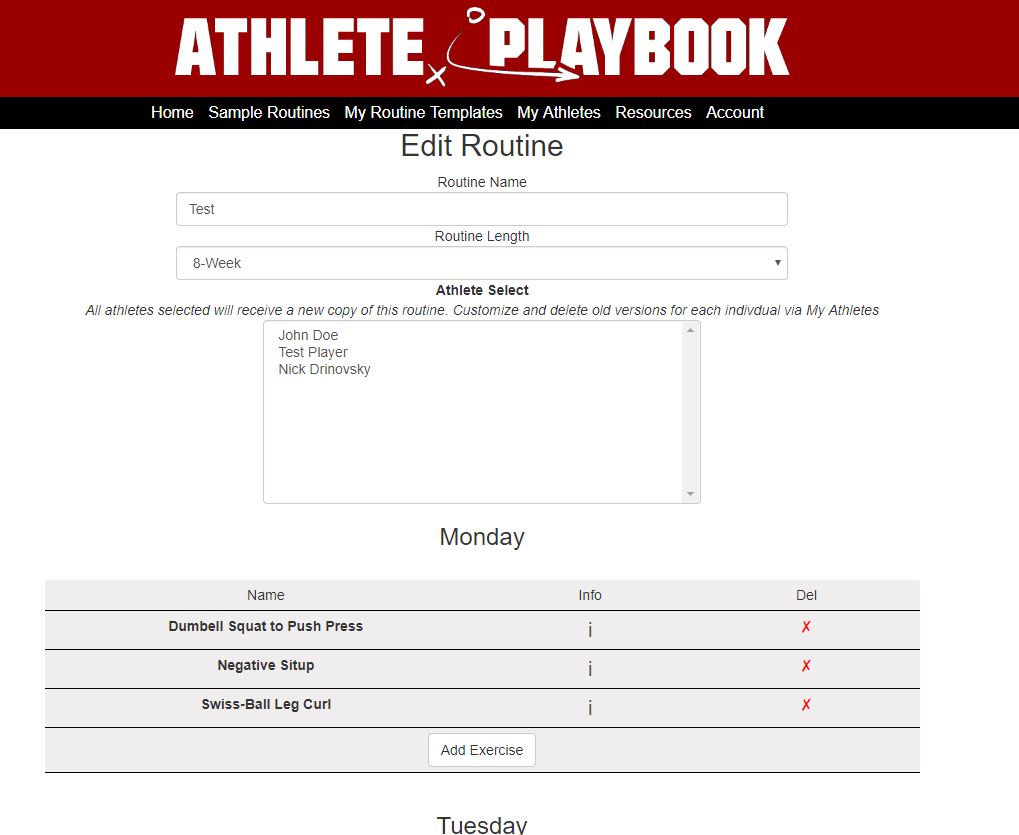 ATHLETE PLAYBOOK
Home Sample Routines My Routine Templates My Athletes Resources Account
Edit Routine
Routine Name
Test
Routine Length
8-Week
Athlete Select
All athletes selected will receive a new copy of this routine. Customize and delete old versions for each indivdual via My Athletes
John Doe
Test Player
Nick Drinovsky
Monday
Name Info Del
Dumbell Squat to Push Press i ✗
Negative Situp i ✗
Swiss-Ball Leg Curl i ✗
Add Exercise
Tuesday